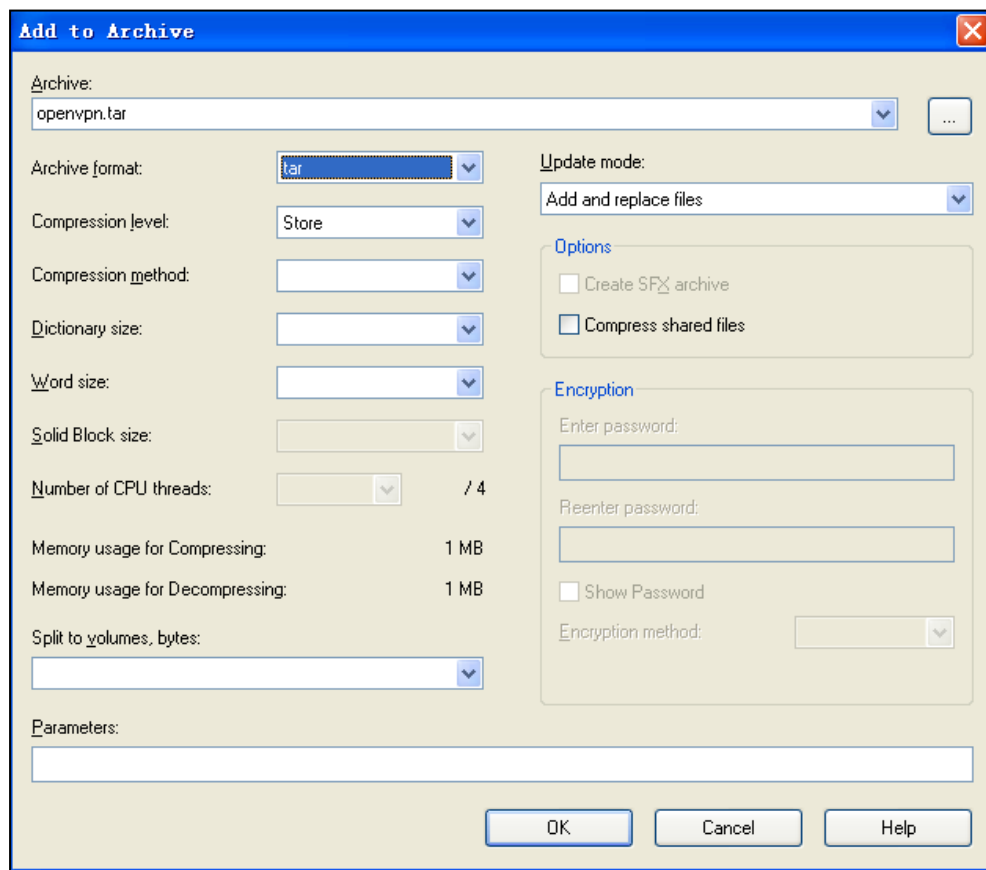 Add to Archive
Archive:
openvpn.tar
...
Archive format:
tar
Compression level:
Store
Compression method:
Dictionary size:
Word size:
Solid Block size:
Number of CPU threads:
/ 4
Memory usage for Compressing:
1 MB
Memory usage for Decompressing:
1 MB
Split to volumes, bytes:
Update mode:
Add and replace files
Options
Create SFX archive
Compress shared files
Encryption
Enter password:
Reenter password:
Show Password
Encryption method:
Parameters:
OK
Cancel
Help